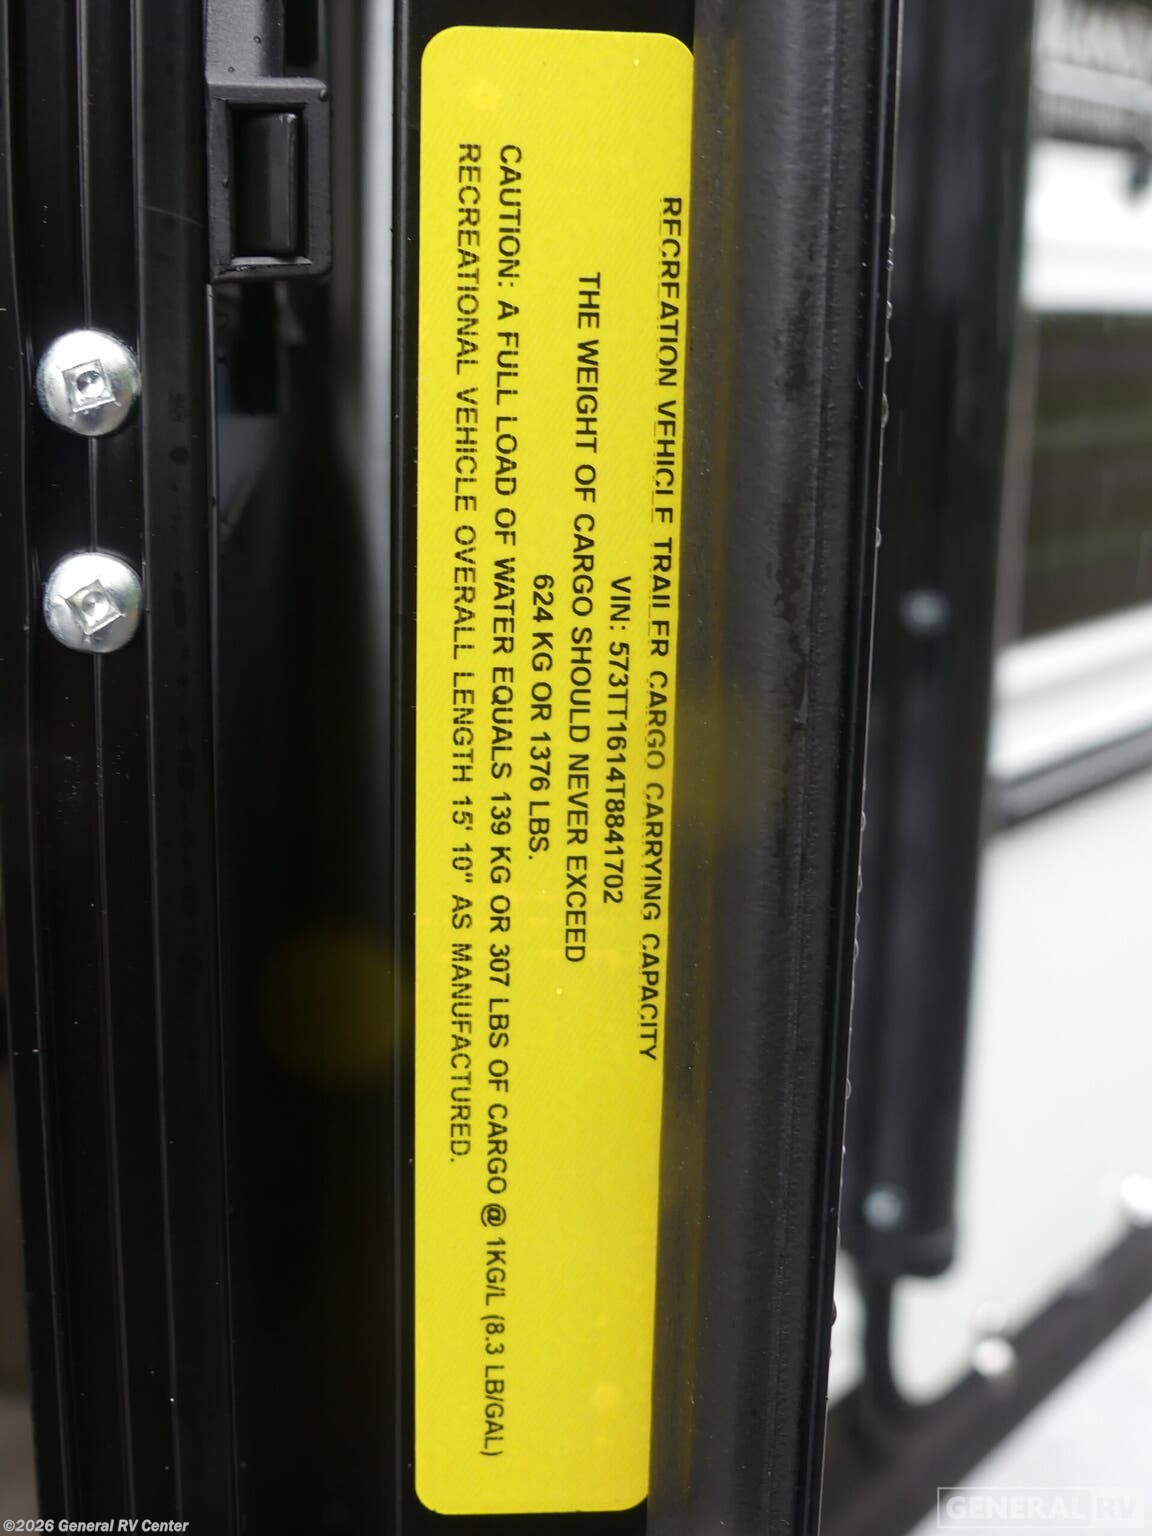 RECREATION VEHICLE TRAILER CARGO CARRYING CAPACITY
VIN: 573TT1614T8841702
THE WEIGHT OF CARGO SHOULD NEVER EXCEED
624 KG OR 1376 LBS.
CAUTION: A FULL LOAD OF WATER EQUALS 139 KG OR 307 LBS OF CARGO @ 1KG/L (8.3 LB/GAL)
RECREATIONAL VEHICLE OVERALL LENGTH 15' 10" AS MANUFACTURED.
©2026 General RV Center
GENERAL RV